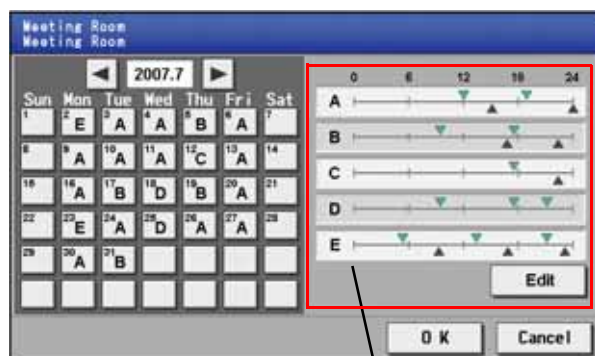 Meeting Room
Meeting Room
2007.7
Sun Mon Tue Wed Thu Fri Sat
1 2 E 3 A 4 A 5 B 6 A 7
8 9 A 10 A 11 A 12 C 13 A 14
15 16 A 17 B 18 D 19 B 20 A 21
22 23 E 24 A 25 D 26 A 27 A 28
29 30 A 31 B
0 6 12 18 24
A
B
C
D
E
Edit
OK Cancel